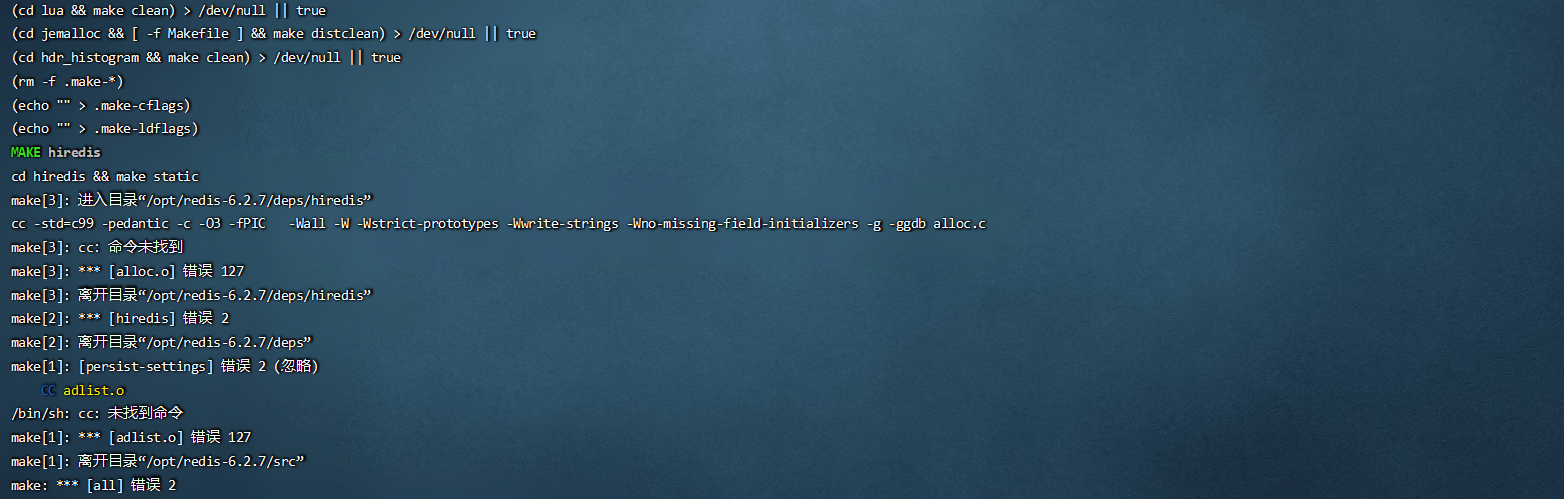 (cd lua && make clean) > /dev/null || true
(cd jemalloc && [ -f Makefile ] && make distclean) > /dev/null || true
(cd hdr_histogram && make clean) > /dev/null || true
(rm -f .make-*)
(echo "" > .make-cflags)
(echo "" > .make-ldflags)
MAKE hiredis
cd hiredis && make static
make[3]: 进入目录“/opt/redis-6.2.7/deps/hiredis”
cc -std=c99 -pedantic -c -O3 -fPIC   -Wall -W -Wstrict-prototypes -Wwrite-strings -Wno-missing-field-initializers -g -ggdb alloc.c
make[3]: cc: 命令未找到
make[3]: *** [alloc.o] 错误 127
make[3]: 离开目录“/opt/redis-6.2.7/deps/hiredis”
make[2]: *** [hiredis] 错误 2
make[2]: 离开目录“/opt/redis-6.2.7/deps”
make[1]: [persist-settings] 错误 2 (忽略)
    CC adlist.o
/bin/sh: cc: 未找到命令
make[1]: *** [adlist.o] 错误 127
make[1]: 离开目录“/opt/redis-6.2.7/src”
make: *** [all] 错误 2